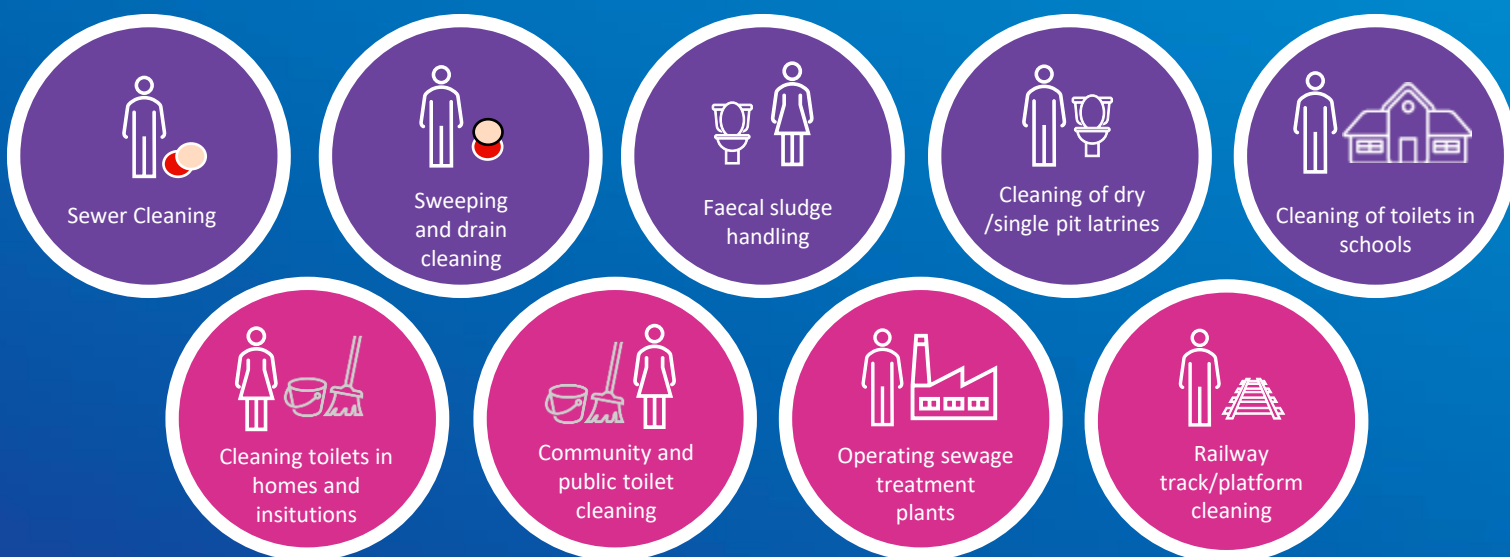 Sewer Cleaning
Sweeping
and drain
cleaning
Faecal sludge
handling
Cleaning of dry
/single pit latrines
Cleaning of toilets in
schools
Cleaning toilets in
homes and
insitutions
Community and
public toilet
cleaning
Operating sewage
treatment
plants
Railway
track/platform
cleaning